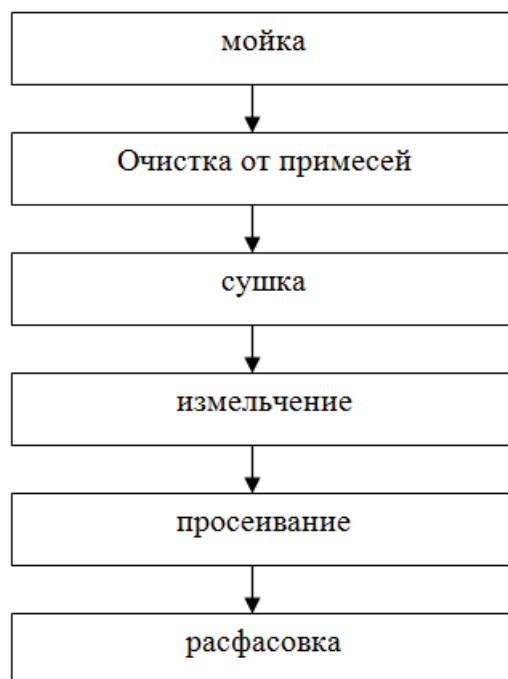 мойка
Очистка от примесей
сушка
измельчение
просеивание
расфасовка